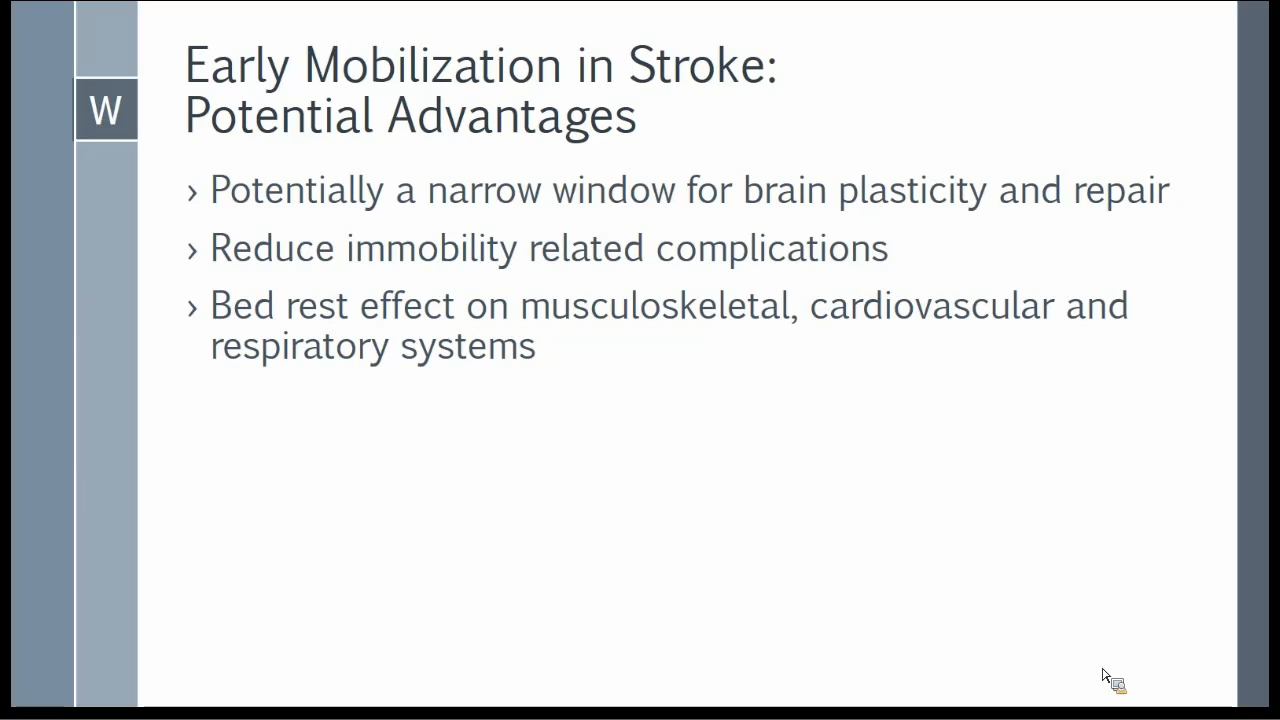 Early Mobilization in Stroke:
Potential Advantages
W
› Potentially a narrow window for brain plasticity and repair
› Reduce immobility related complications
› Bed rest effect on musculoskeletal, cardiovascular and
respiratory systems